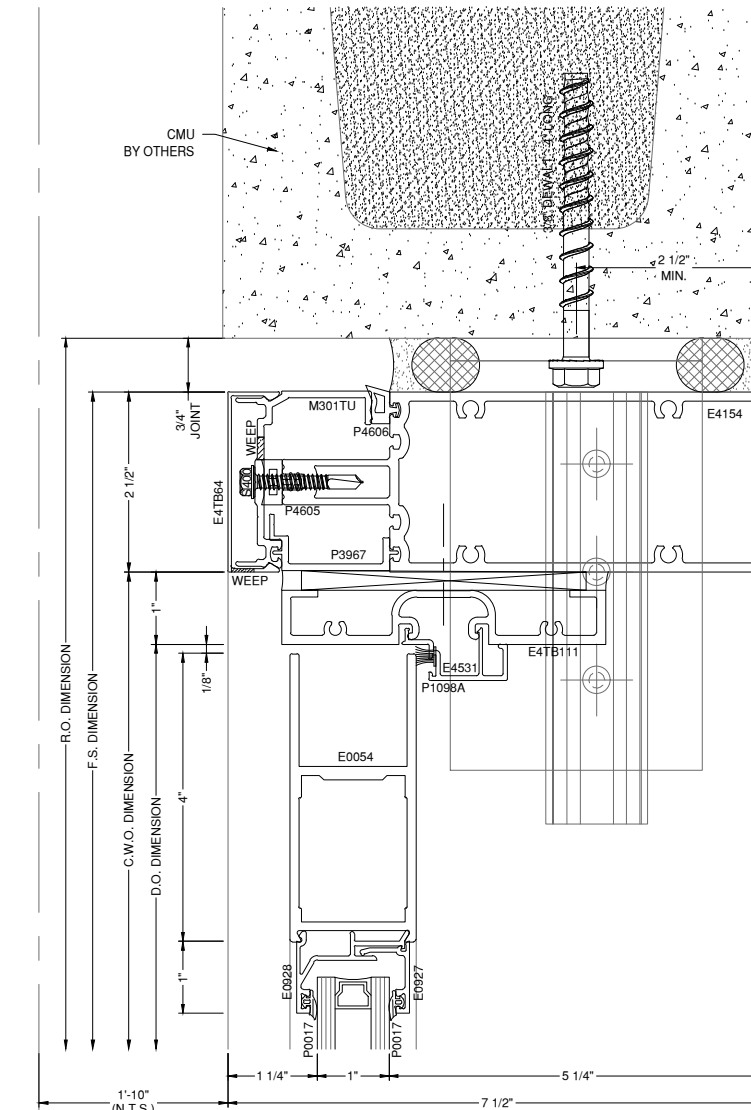 CMU
BY OTHERS
3/8" DEWALT - 4" LONG
2 1/2"
MIN.
3/4"
JOINT
M301TU
P4606
E4154
WEEP
S400
2 1/2"
E4TB64
P4605
P3967
WEEP
1"
E4TB111
E4531
1/8"
P1098A
R.O. DIMENSION
F.S. DIMENSION
C.W.O. DIMENSION
D.O. DIMENSION
E0054
4"
1"
E0928
E0927
P0017
P0017
1 1/4"
1"
5 1/4"
1'-10"
(N.T.S.)
7 1/2"